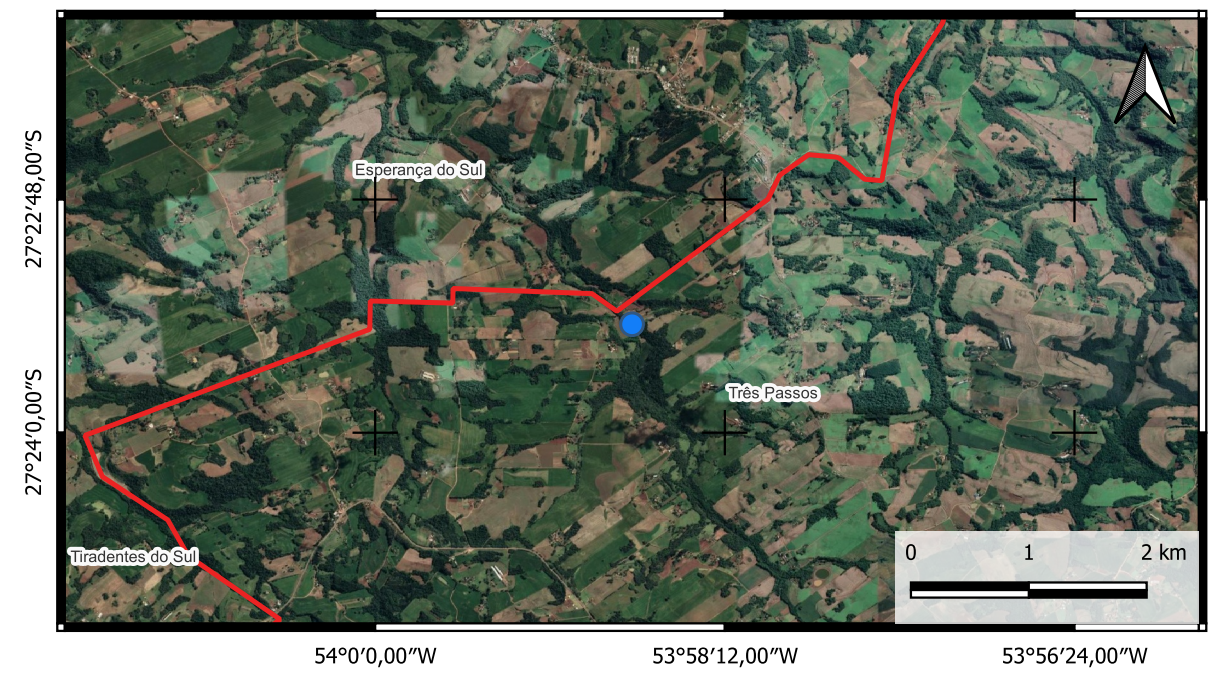 Esperança do Sul
27°22′48,00″S
Três Passos
27°24′0,00″S
Tiradentes do Sul
0 1 2 km
54°0′0,00″W 53°58′12,00″W 53°56′24,00″W